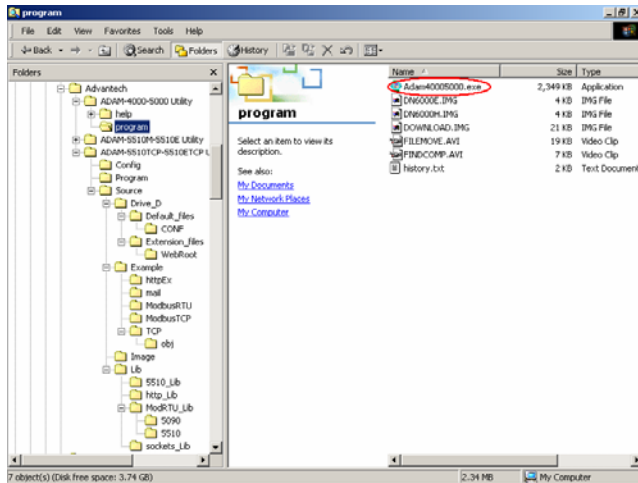 program
File Edit View Favorites Tools Help
Back Search Folders History
Folders
Advantech
ADAM-4000-5000 Utility
help
program
ADAM-5510M-5510E Utility
ADAM-5510TCP-5510ETCP U
Config
Program
Source
Drive_D
Default_files
CONF
Extension_files
WebRoot
Example
httpEx
mail
ModbusRTU
ModbusTCP
TCP
obj
Image
Lib
5510_Lib
http_Lib
ModRTU_Lib
5090
5510
sockets_Lib
program
Select an item to view its
description.
See also:
My Documents
My Network Places
My Computer
Name Size Type
Adam40005000.exe 2,349 KB Application
DN6000E.IMG 4 KB IMG File
DN6000H.IMG 4 KB IMG File
DOWNLOAD.IMG 21 KB IMG File
FILEMOVE.AVI 19 KB Video Clip
FINDCOMP.AVI 7 KB Video Clip
history.txt 2 KB Text Document
7 object(s) (Disk free space: 3.74 GB) 2.34 MB My Computer